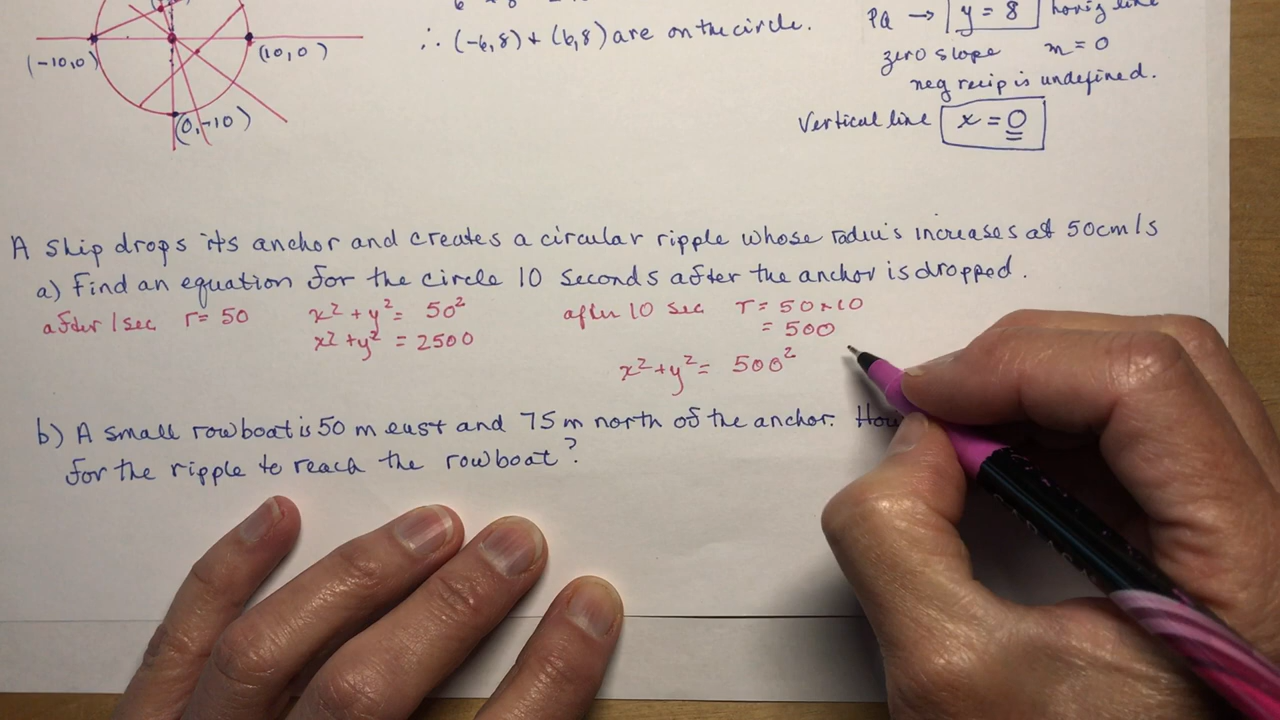 (-10,0)
(10,0)
(0,-10)
∴ (-6,8) + (6,8) are on the circle.
PQ → y = 8 horiz line
zero slope m = 0
neg recip is undefined.
Vertical line x = 0
A ship drops its anchor and creates a circular ripple whose radius increases at 50cm/s
a) Find an equation for the circle 10 seconds after the anchor is dropped.
after 1 sec r = 50 x² + y² = 50²
x² + y² = 2500
after 10 sec r = 50 × 10
= 500
x² + y² = 500²
b) A small rowboat is 50 m east and 75 m north of the anchor.
for the ripple to reach the rowboat?